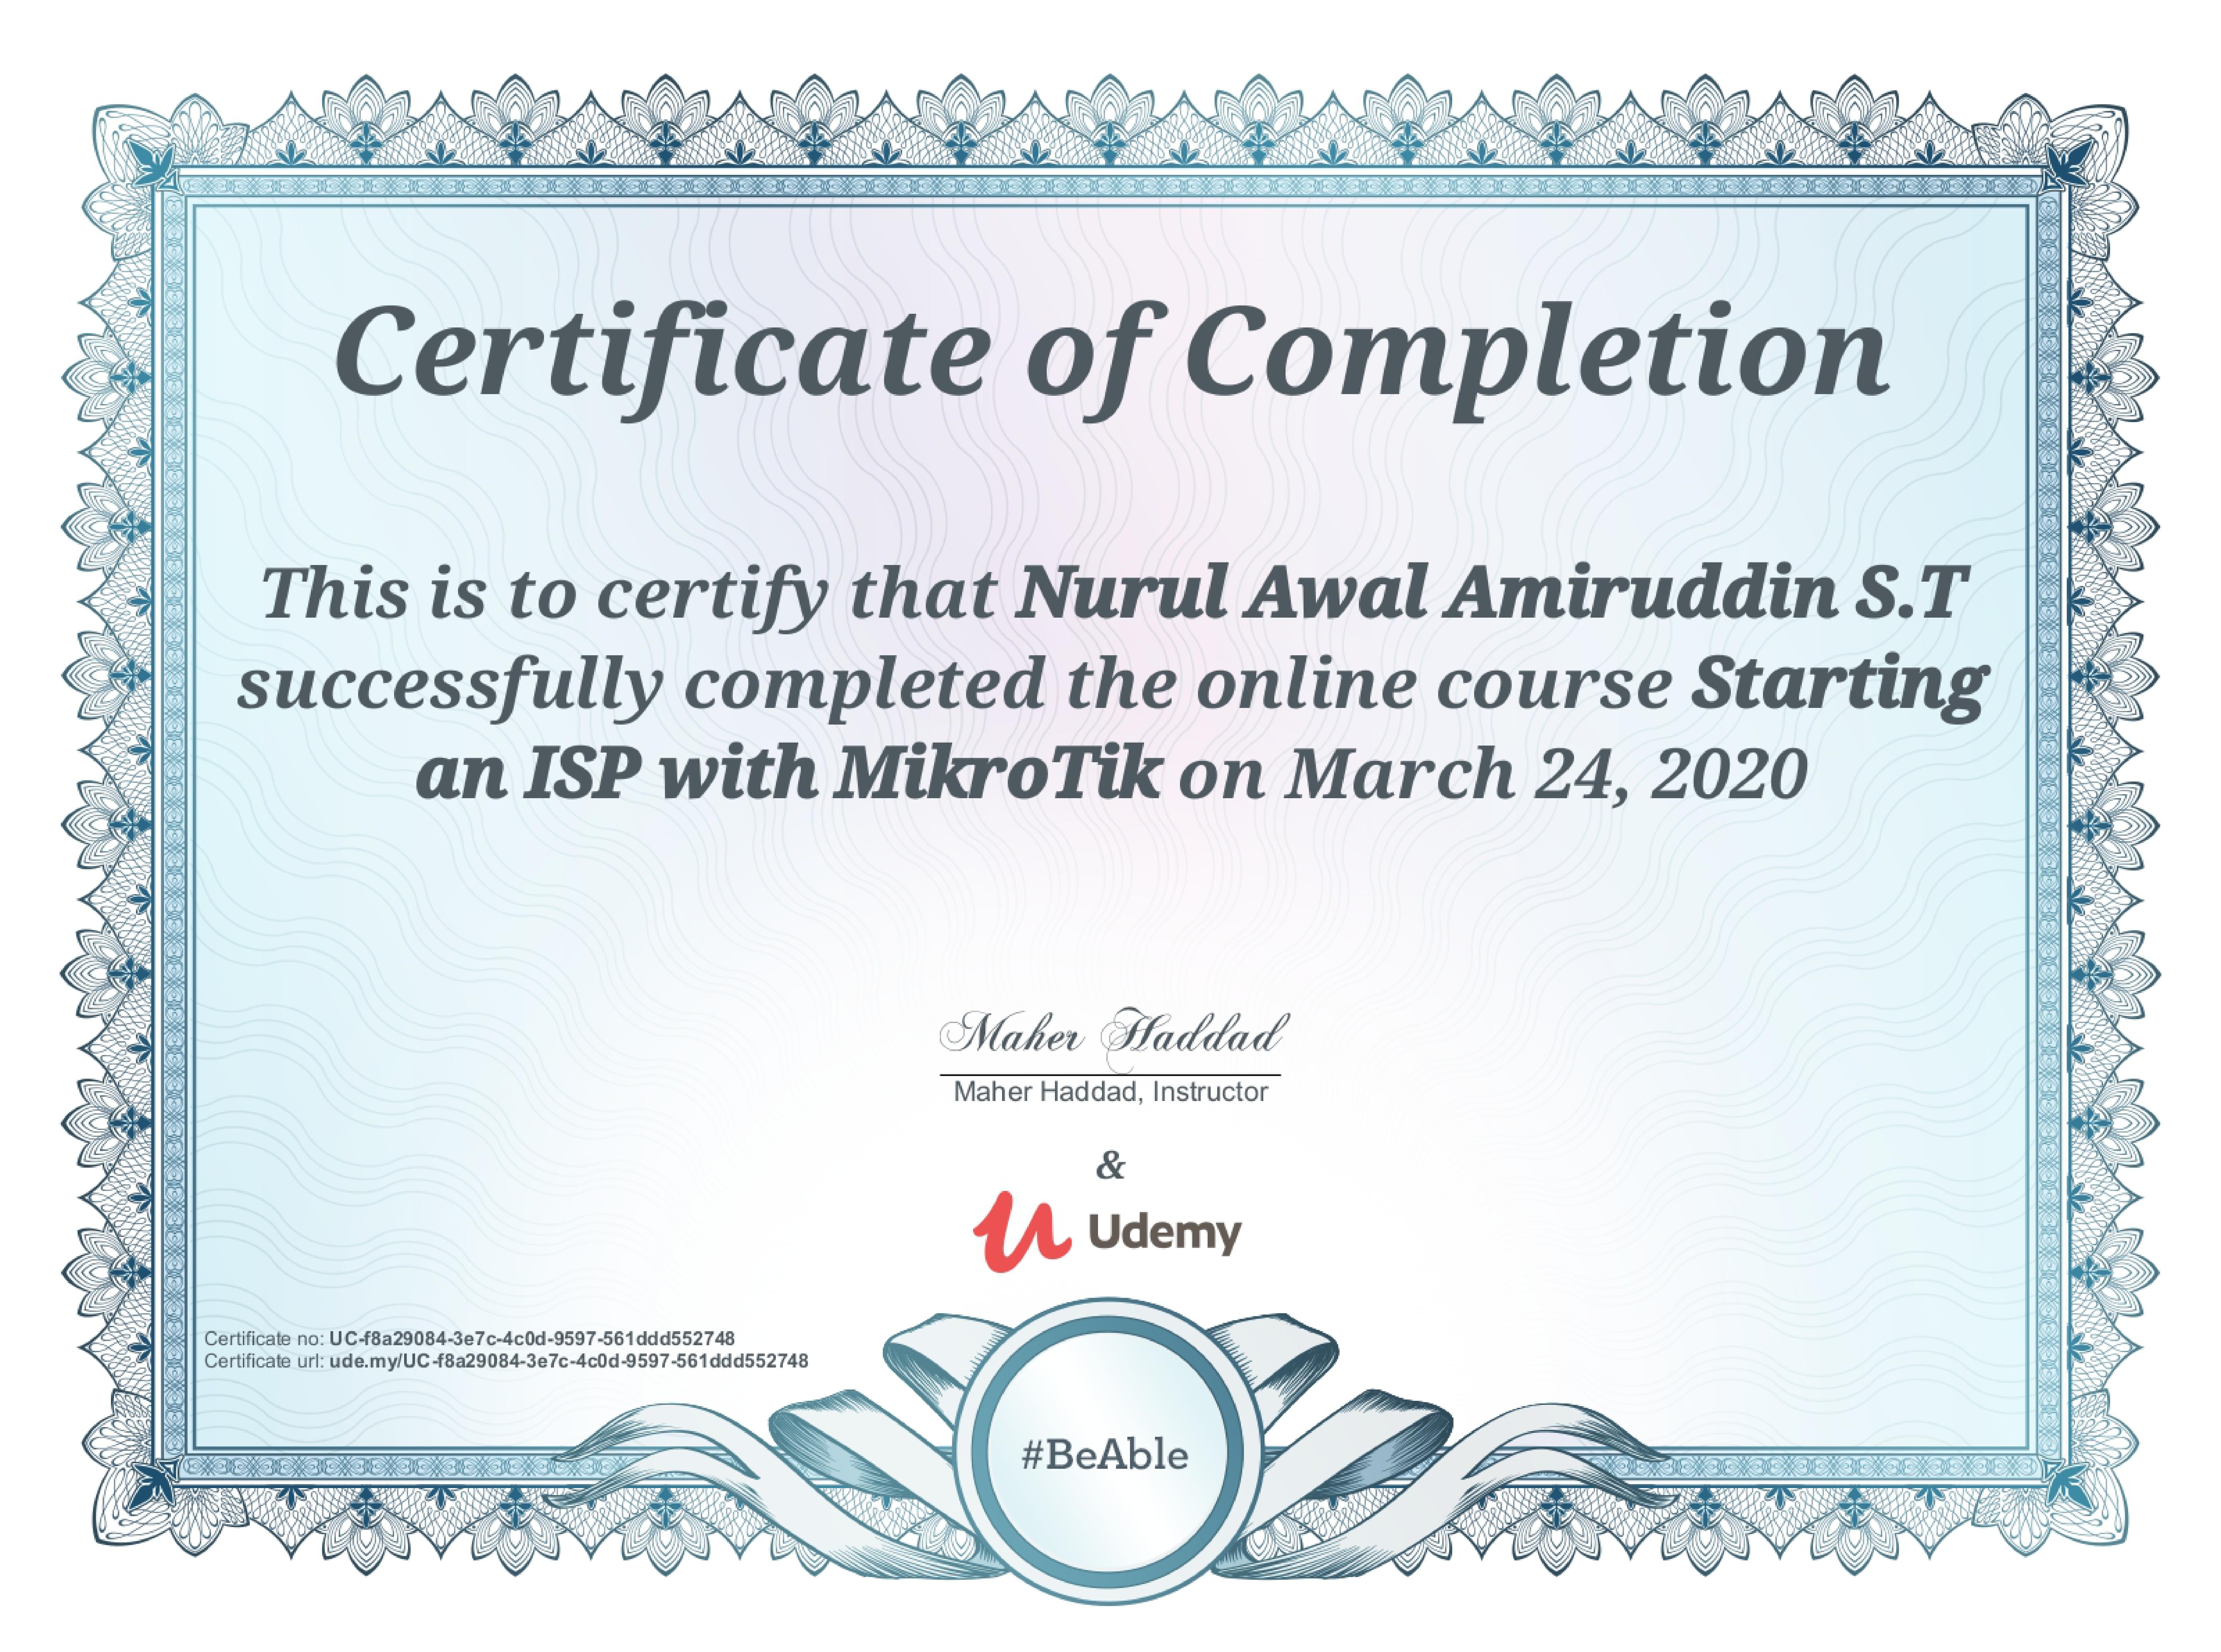 Certificate of Completion
This is to certify that Nurul Awal Amiruddin S.T
successfully completed the online course Starting
an ISP with MikroTik on March 24, 2020
Maher Haddad
Maher Haddad, Instructor
&
Udemy
Certificate no: UC-f8a29084-3e7c-4c0d-9597-561ddd552748
Certificate url: ude.my/UC-f8a29084-3e7c-4c0d-9597-561ddd552748
#BeAble